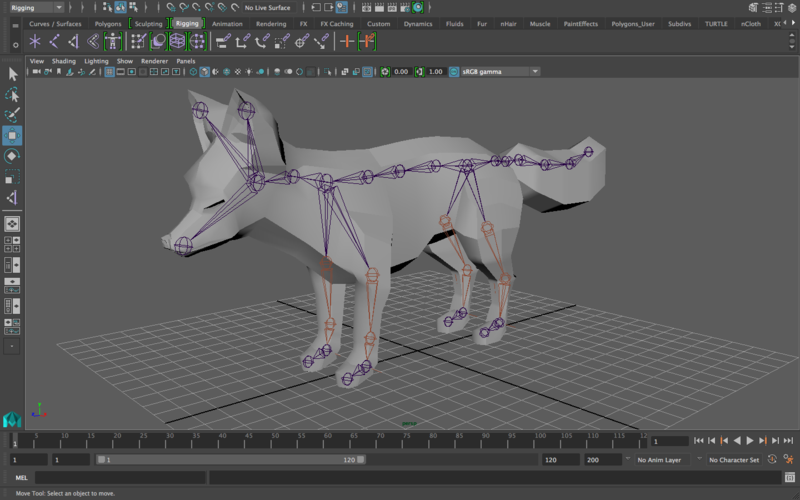 Rigging No Live Surface
Curves / Surfaces Polygons Sculpting Rigging Animation Rendering FX FX Caching Custom Dynamics Fluids Fur nHair Muscle PaintEffects Polygons_User Subdivs TURTLE nCloth
View Shading Lighting Show Renderer Panels
0.00 1.00 sRGB gamma
5 10 15 20 25 30 35 40 45 50 55 60 65 70 75 80 85 90 95 100 105 110 115 12
1 1
1 1 1 120 120 200 No Anim Layer No Character Set
MEL
Move Tool: Select an object to move.